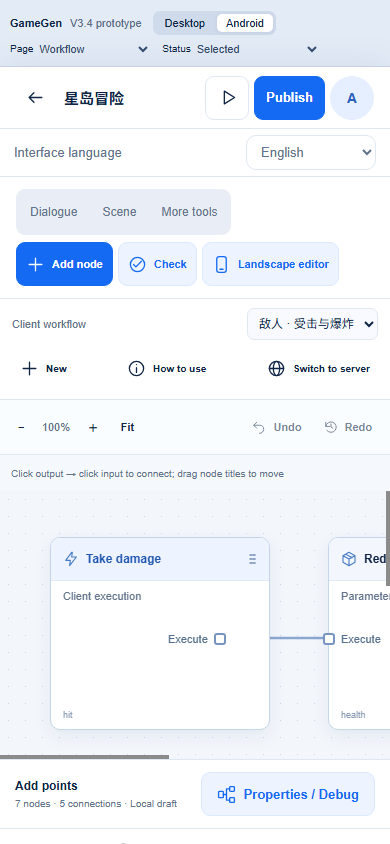 GameGen V3.4 prototype Desktop Android
Page Workflow Status Selected
星岛冒险 Publish A
Interface language English
Dialogue Scene More tools
Add node Check Landscape editor
Client workflow 敌人 · 受击与爆炸
New How to use Switch to server
− 100% + Fit Undo Redo
Click output → click input to connect; drag node titles to move
Take damage Red
Client execution Parameter
Execute Execute
hit health
Add points
7 nodes · 5 connections · Local draft
Properties / Debug